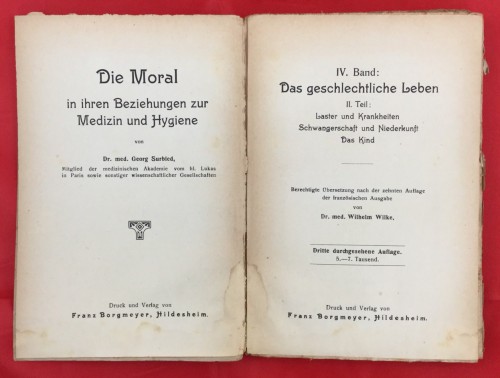 Die Moral
in ihren Beziehungen zur
Medizin und Hygiene
von
Dr. med. Georg Surbled,
Mitglied der medizinischen Akademie vom hl. Lukas
in Paris sowie sonstiger wissenschaftlicher Gesellschaften
Druck und Verlag von
Franz Borgmeyer, Hildesheim.
IV. Band:
Das geschlechtliche Leben
II. Teil:
Laster und Krankheiten
Schwangerschaft und Niederkunft
Das Kind
Berechtigte Übersetzung nach der zehnten Auflage
der französischen Ausgabe
von
Dr. med. Wilhelm Wilke,
Dritte durchgesehene Auflage.
5.—7. Tausend.
Druck und Verlag von
Franz Borgmeyer, Hildesheim.